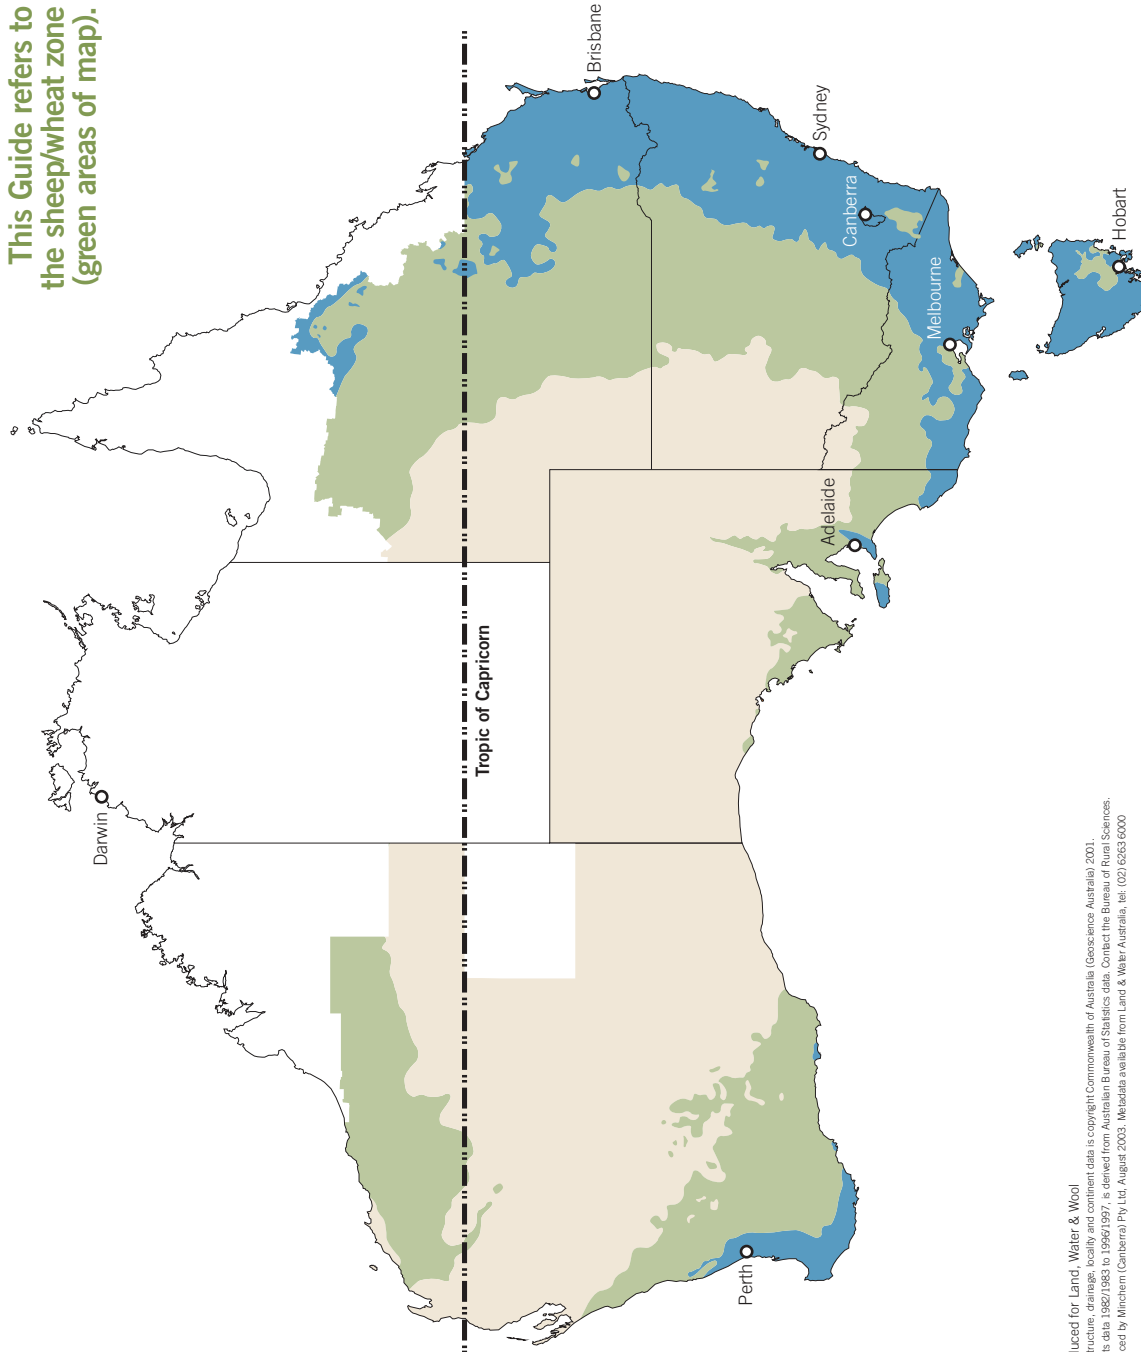 This Guide refers to
the sheep/wheat zone
(green areas of map).
Brisbane
Sydney
Canberra
Melbourne
Hobart
Adelaide
Tropic of Capricorn
Darwin
Perth
for Land, Water & Wool
drainage, locality and continent data is copyright Commonwealth of Australia (Geoscience Australia) 2001.
data 1982/1983 to 1996/1997, is derived from Australian Bureau of Statistics data. Contact the Bureau of Rural Sciences.
by Minchem (Canberra) Pty Ltd, August 2003. Metadata available from Land & Water Australia, tel: (02) 6263 6000